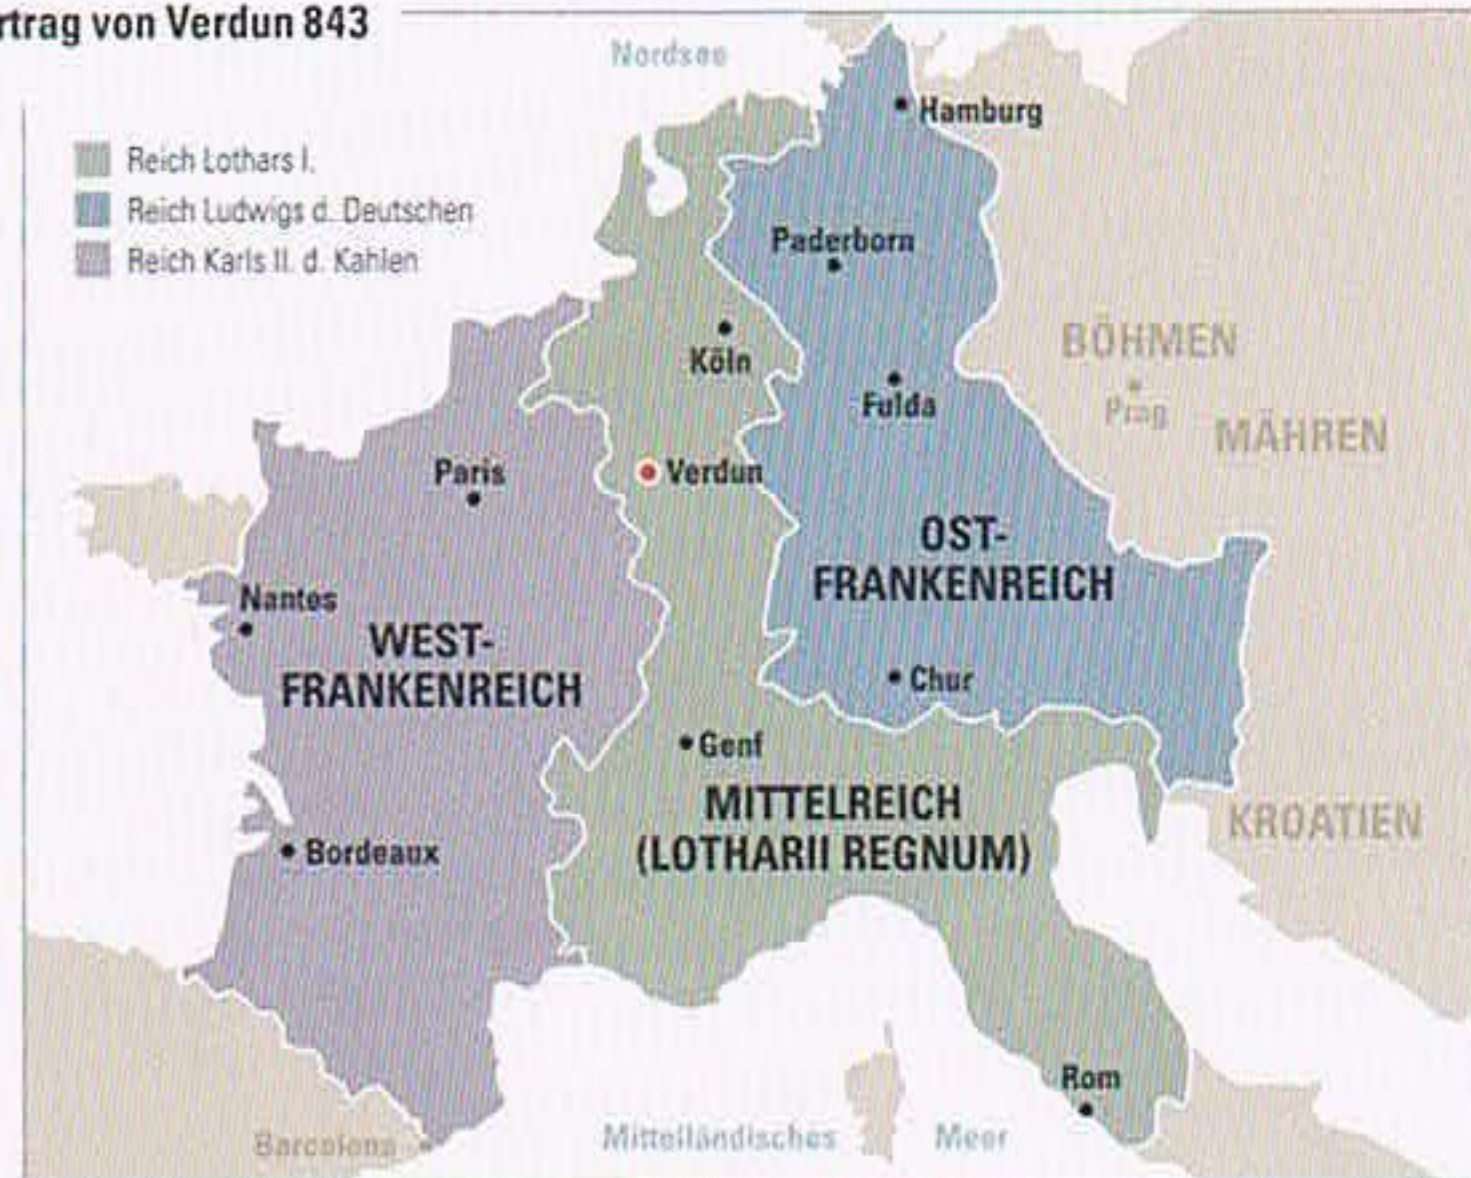 rtrag von Verdun 843
Nordsee
Reich Lothars I.
Reich Ludwigs d. Deutschen
Reich Karls II. d. Kahlen
Hamburg
Paderborn
Köln
Fulda
BÖHMEN
Prag
MÄHREN
Paris
Verdun
OST-
FRANKENREICH
Nantes
WEST-
FRANKENREICH
Chur
Genf
MITTELREICH
(LOTHARII REGNUM)
KROATIEN
Bordeaux
Rom
Barcelona
Mittelländisches Meer